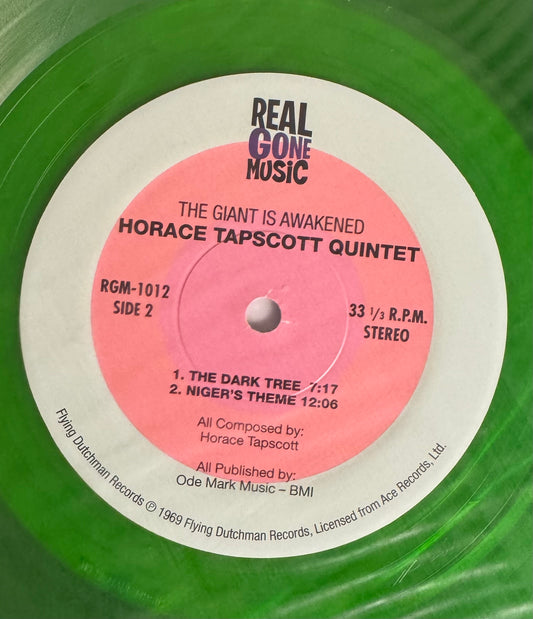 REAL
GONE
MUSiC
THE GIANT IS AWAKENED
HORACE TAPSCOTT QUINTET
RGM-1012
SIDE 2
33 1/3 R.P.M.
STEREO
1. THE DARK TREE 7:17
2. NIGER'S THEME 12:06
All Composed by:
Horace Tapscott
All Published by:
Ode Mark Music – BMI
Flying Dutchman Records ℗ 1969 Flying Dutchman Records, Licensed from Ace Records, Ltd.